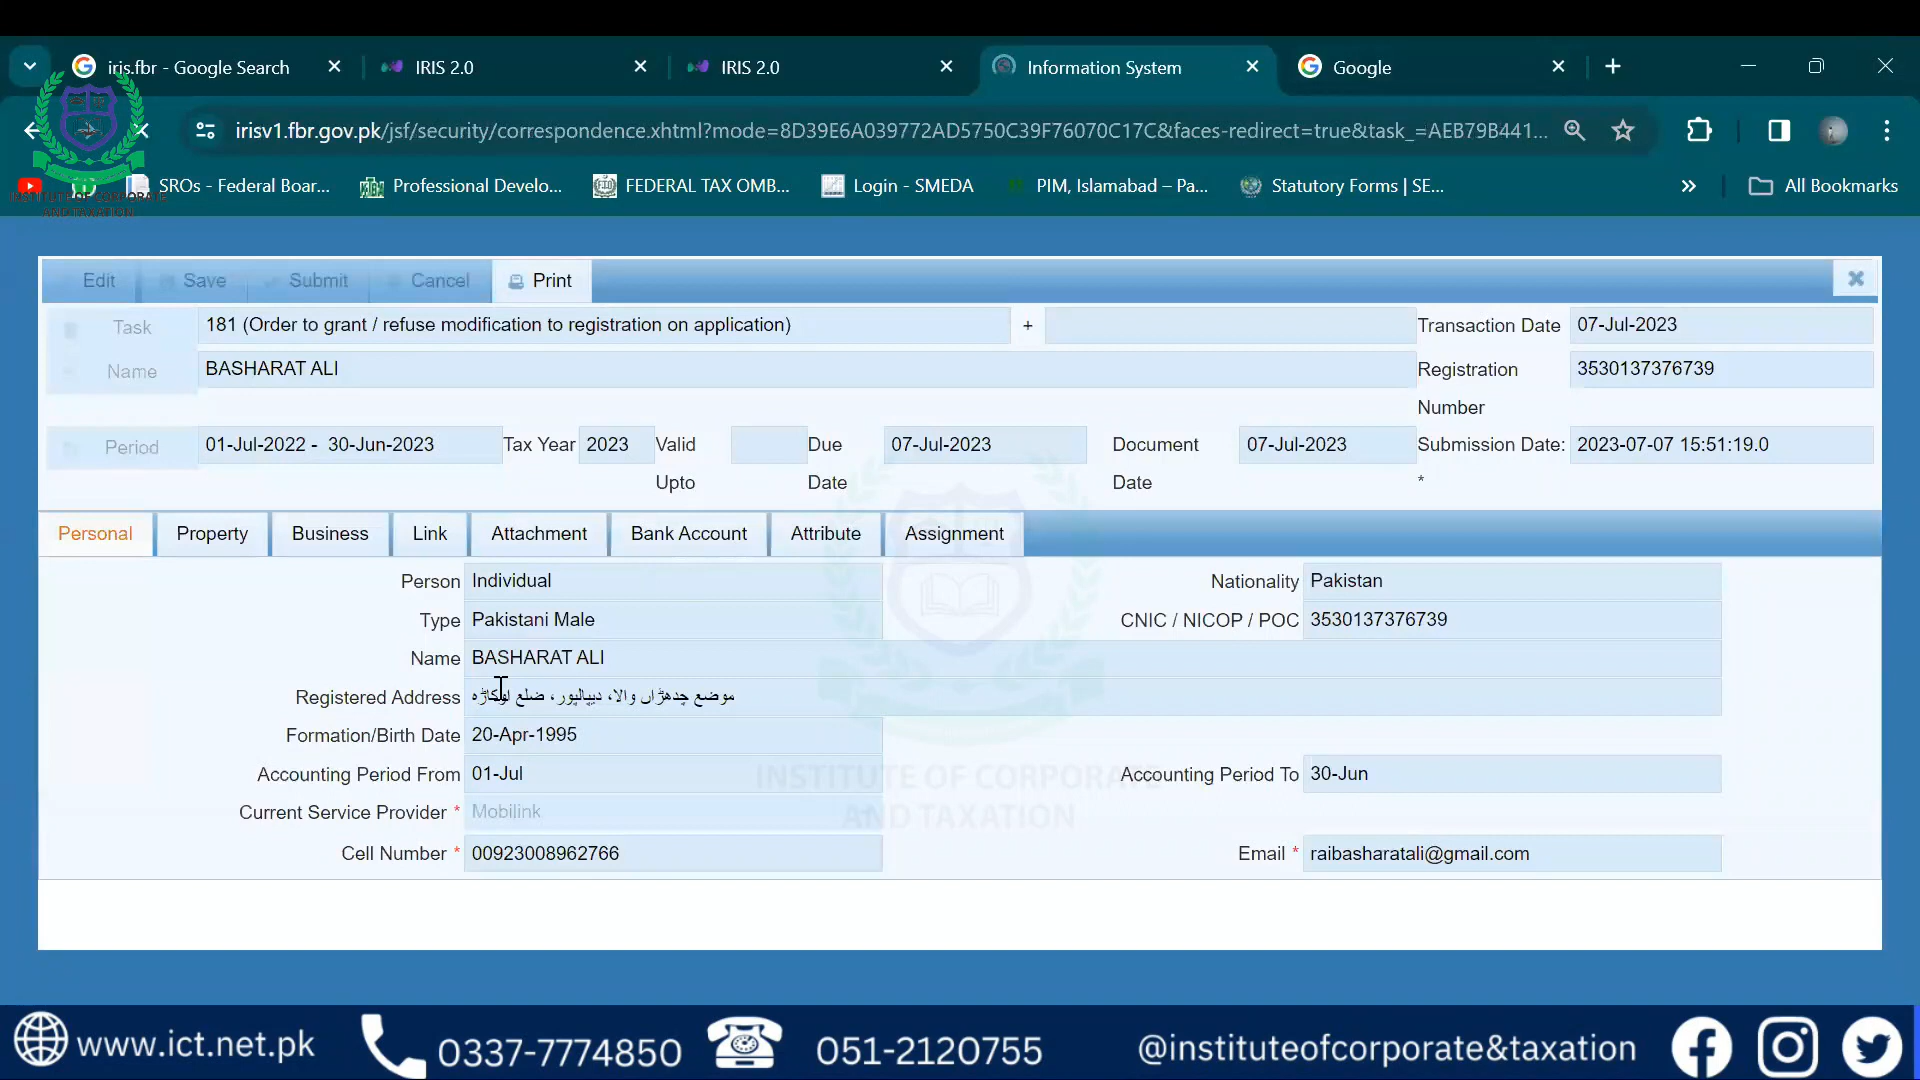 iris.fbr - Google Search
IRIS 2.0
IRIS 2.0
Information System
Google
irisv1.fbr.gov.pk/jsf/security/correspondence.xhtml?mode=8D39E6A039772AD5750C39F76070C17C&faces-redirect=true&task_=AEB79B441...
SROs - Federal Boar...
Professional Develo...
FEDERAL TAX OMB...
Login - SMEDA
PIM, Islamabad – Pa...
Statutory Forms | SE...
»
All Bookmarks
INSTITUTE OF CORPORATE
AND TAXATION
Edit Save Submit Cancel Print
Task 181 (Order to grant / refuse modification to registration on application) + Transaction Date 07-Jul-2023
Name BASHARAT ALI Registration Number 3530137376739
Period 01-Jul-2022 - 30-Jun-2023 Tax Year 2023 Valid Upto Due Date 07-Jul-2023 Document Date 07-Jul-2023 Submission Date: * 2023-07-07 15:51:19.0
Personal Property Business Link Attachment Bank Account Attribute Assignment
Person Individual Nationality Pakistan
Type Pakistani Male CNIC / NICOP / POC 3530137376739
Name BASHARAT ALI
Registered Address موضع چدھڑاں والا، دیپالپور، ضلع اوکاڑہ
Formation/Birth Date 20-Apr-1995
Accounting Period From 01-Jul Accounting Period To 30-Jun
Current Service Provider * Mobilink
Cell Number * 00923008962766 Email * raibasharatali@gmail.com
INSTITUTE OF CORPORATE
AND TAXATION
www.ict.net.pk 0337-7774850 051-2120755 @instituteofcorporate&taxation